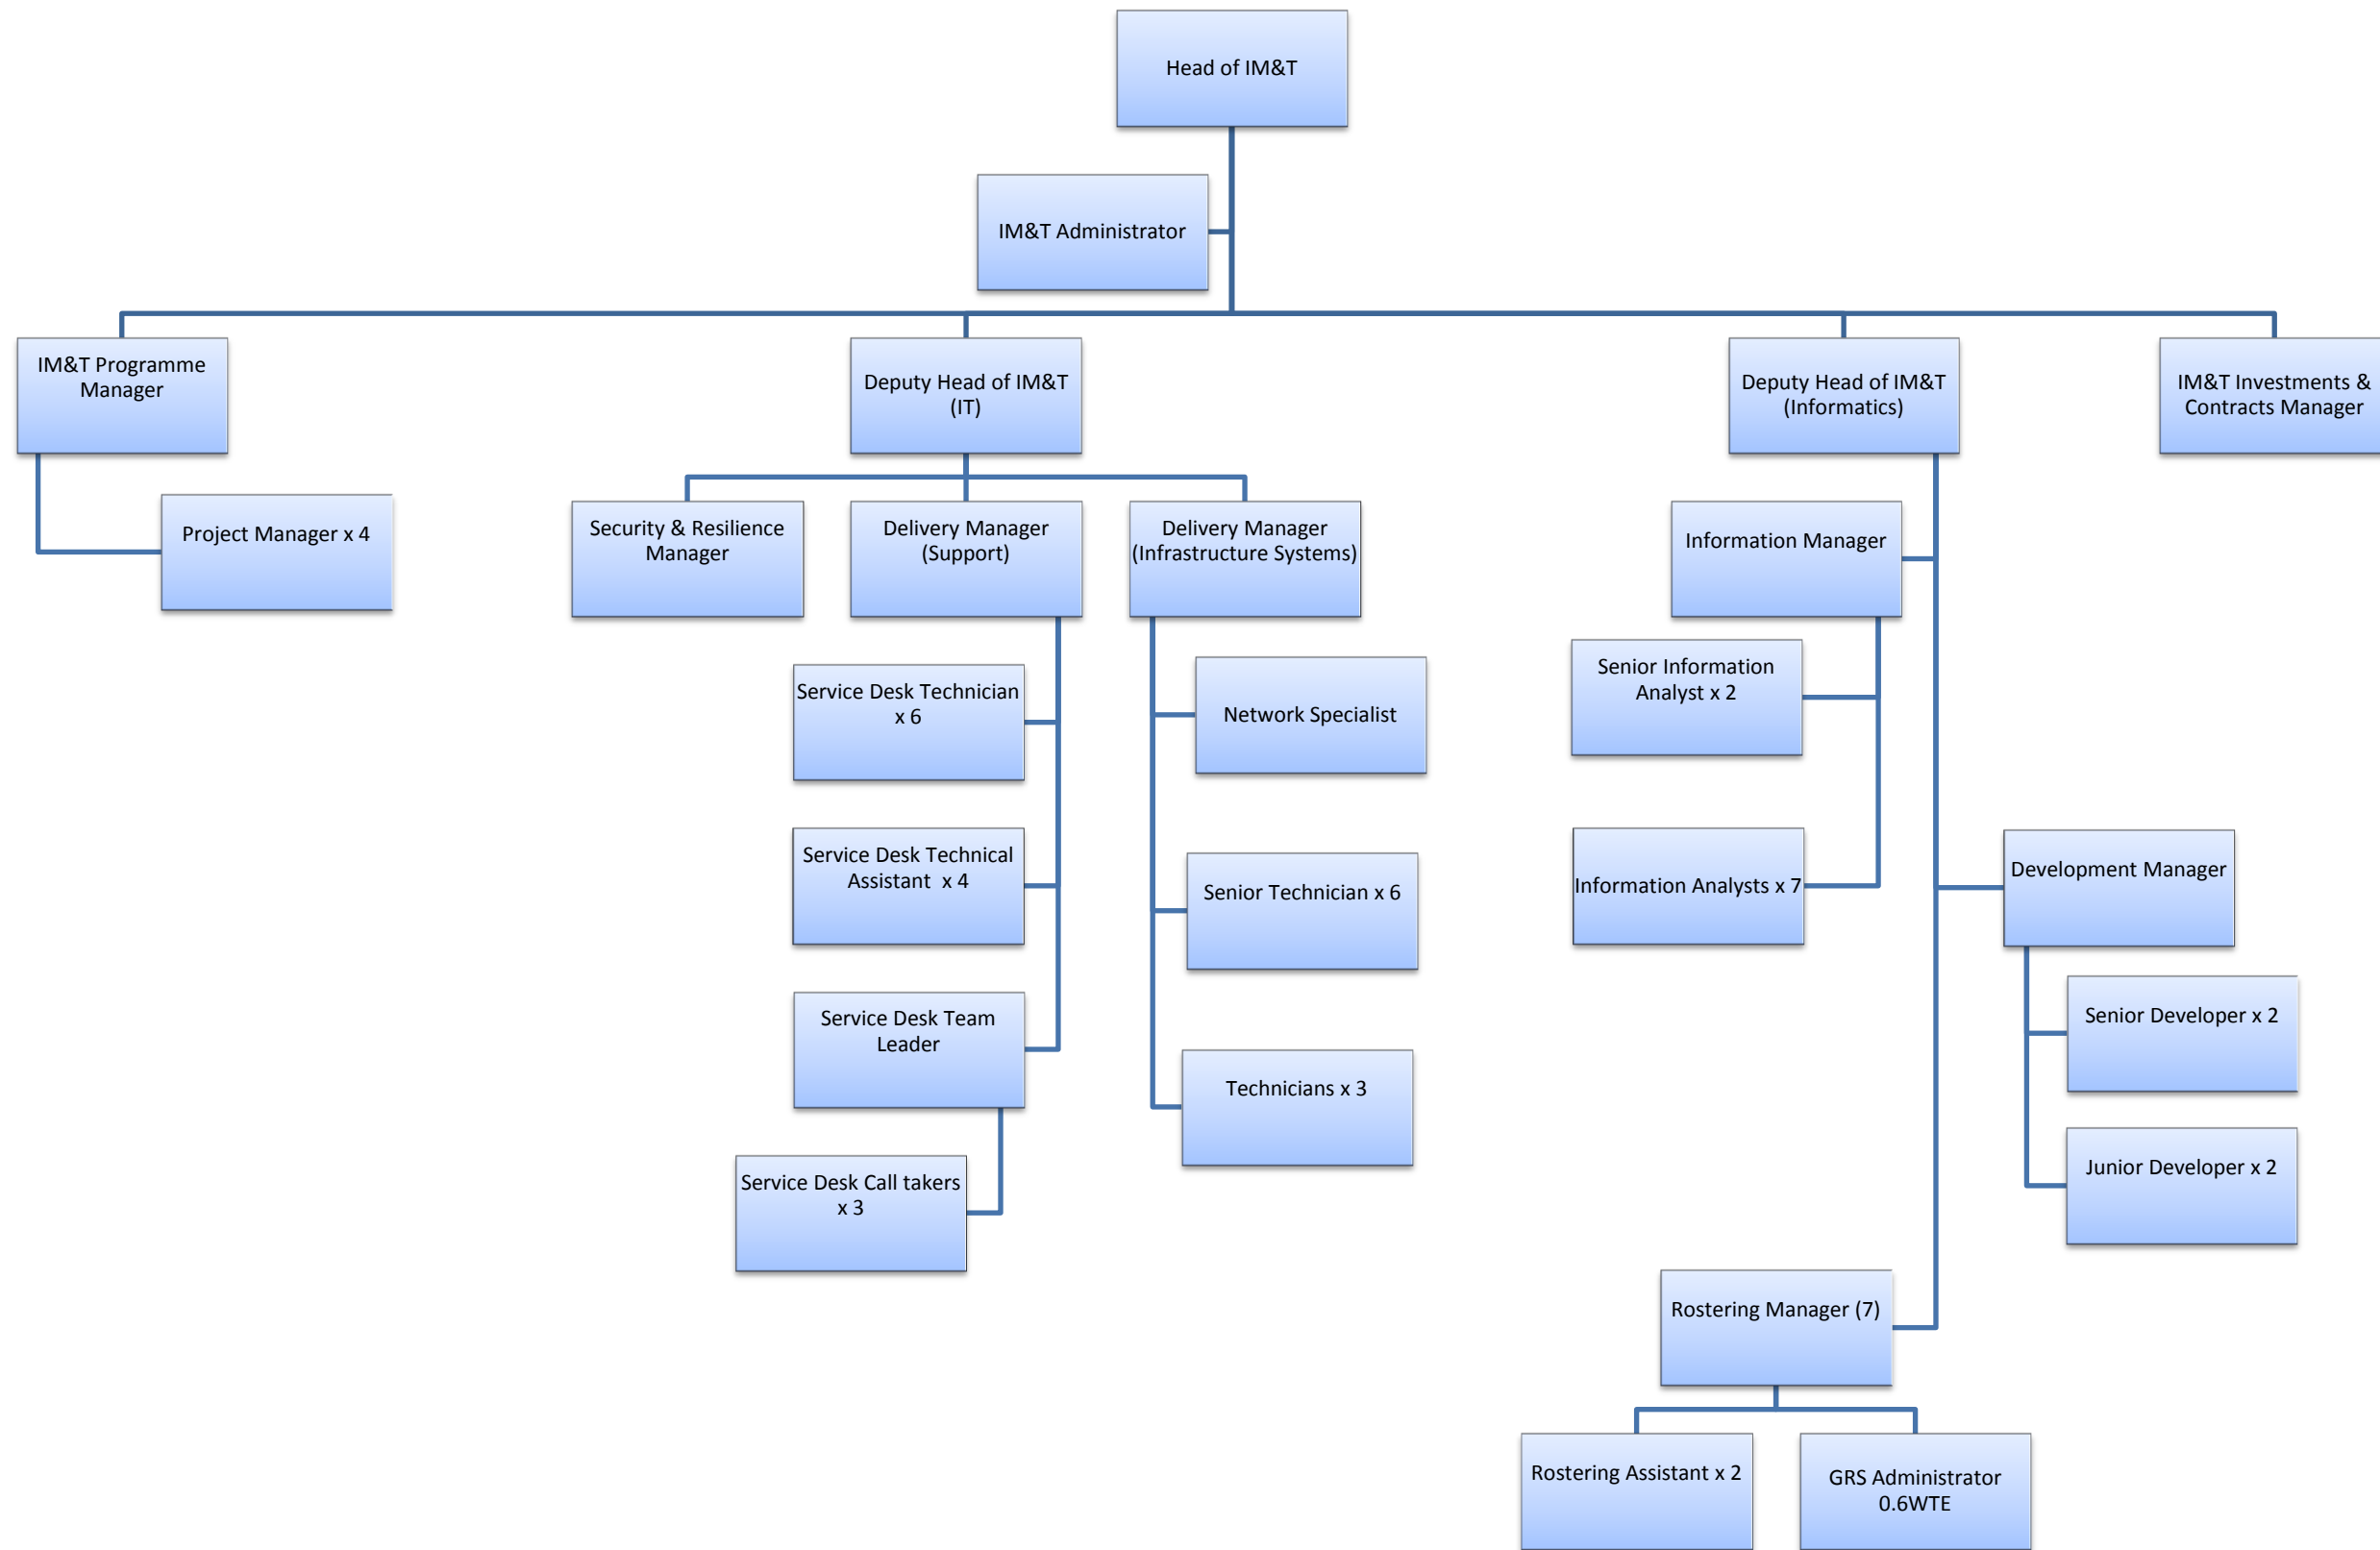 Head of IM&T
IM&T Administrator
IM&T Programme
Manager
Deputy Head of IM&T
(IT)
Deputy Head of IM&T
(Informatics)
IM&T Investments &
Contracts Manager
Project Manager x 4
Security & Resilience
Manager
Delivery Manager
(Support)
Delivery Manager
(Infrastructure Systems)
Information Manager
Service Desk Technician
x 6
Network Specialist
Senior Information
Analyst x 2
Service Desk Technical
Assistant  x 4
Senior Technician x 6
Information Analysts x 7
Development Manager
Service Desk Team
Leader
Technicians x 3
Senior Developer x 2
Service Desk Call takers
x 3
Junior Developer x 2
Rostering Manager (7)
Rostering Assistant x 2
GRS Administrator
0.6WTE